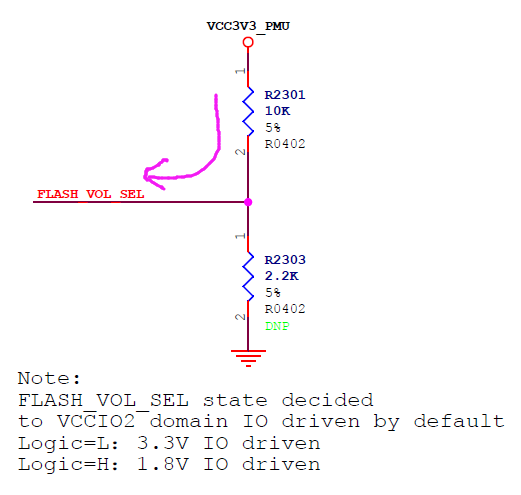 VCC3V3_PMU
1
R2301
10K
5%
R0402
2
FLASH_VOL_SEL
1
R2303
2.2K
5%
R0402
2
DNP
Note:
FLASH_VOL_SEL state decided
to VCCIO2 domain IO driven by default
Logic=L: 3.3V IO driven
Logic=H: 1.8V IO driven